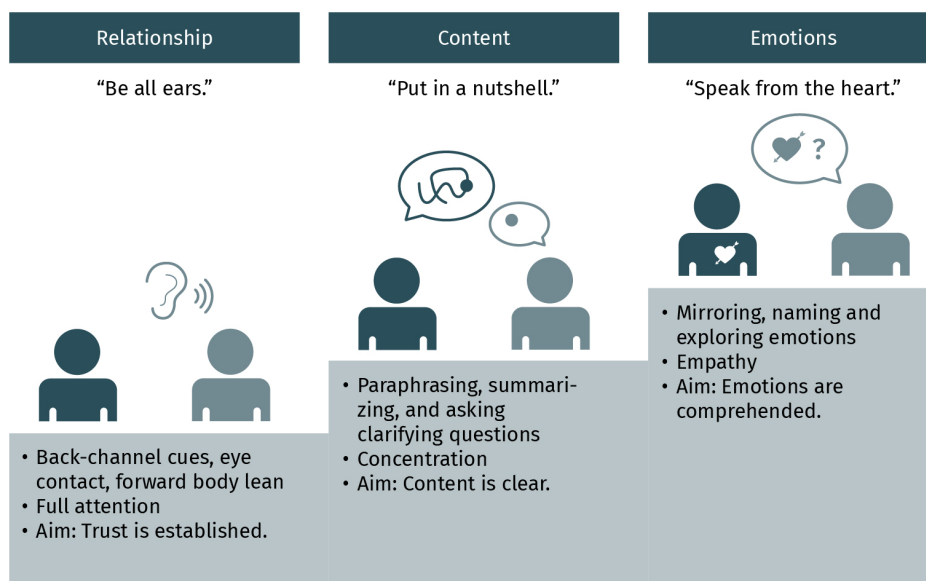 Relationship
“Be all ears.”
• Back-channel cues, eye
contact, forward body lean
• Full attention
• Aim: Trust is established.
Content
“Put in a nutshell.”
• Paraphrasing, summari-
zing, and asking
clarifying questions
• Concentration
• Aim: Content is clear.
Emotions
“Speak from the heart.”
?
• Mirroring, naming and
exploring emotions
• Empathy
• Aim: Emotions are
comprehended.